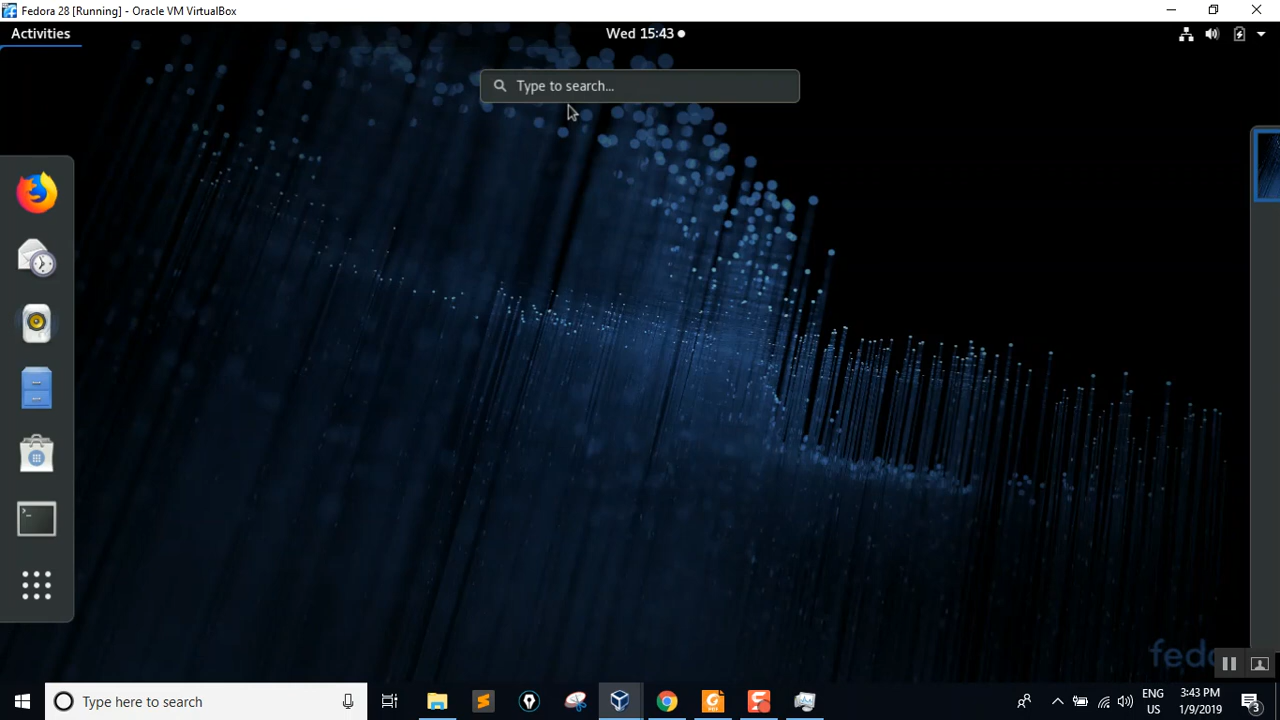 Fedora 28 [Running] - Oracle VM VirtualBox
Activities
Wed 15:43
Type to search...
Type here to search
ENG
US
3:43 PM
1/9/2019
3